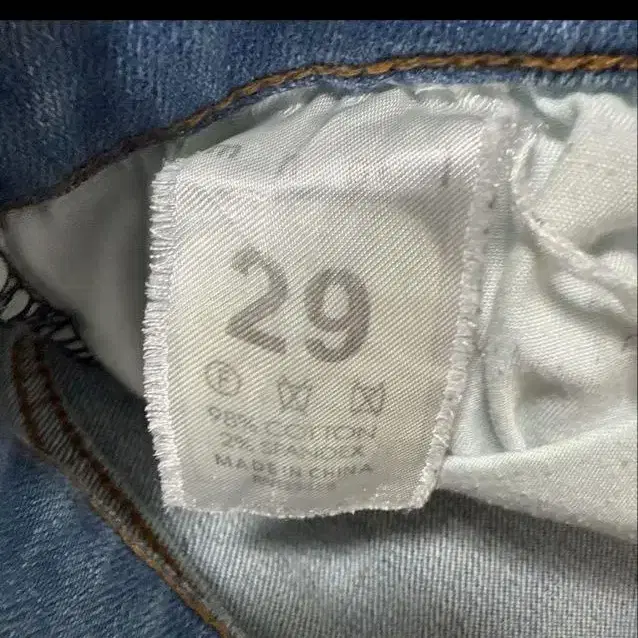 29
F
98% COTTON
2% SPANDEX
MADE IN CHINA